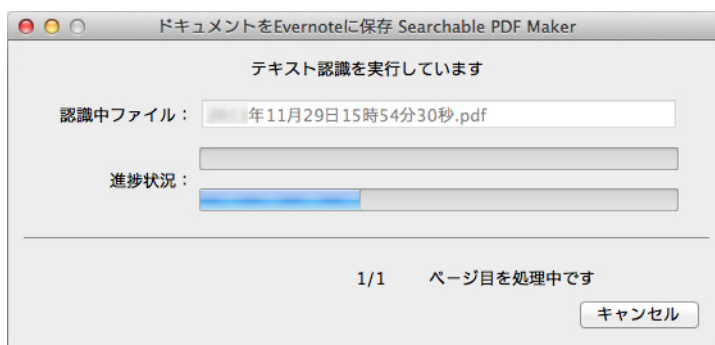 ドキュメントをEvernoteに保存 Searchable PDF Maker
テキスト認識を実行しています
認識中ファイル： 年11月29日15時54分30秒.pdf
進捗状況：
1/1 ページ目を処理中です
キャンセル